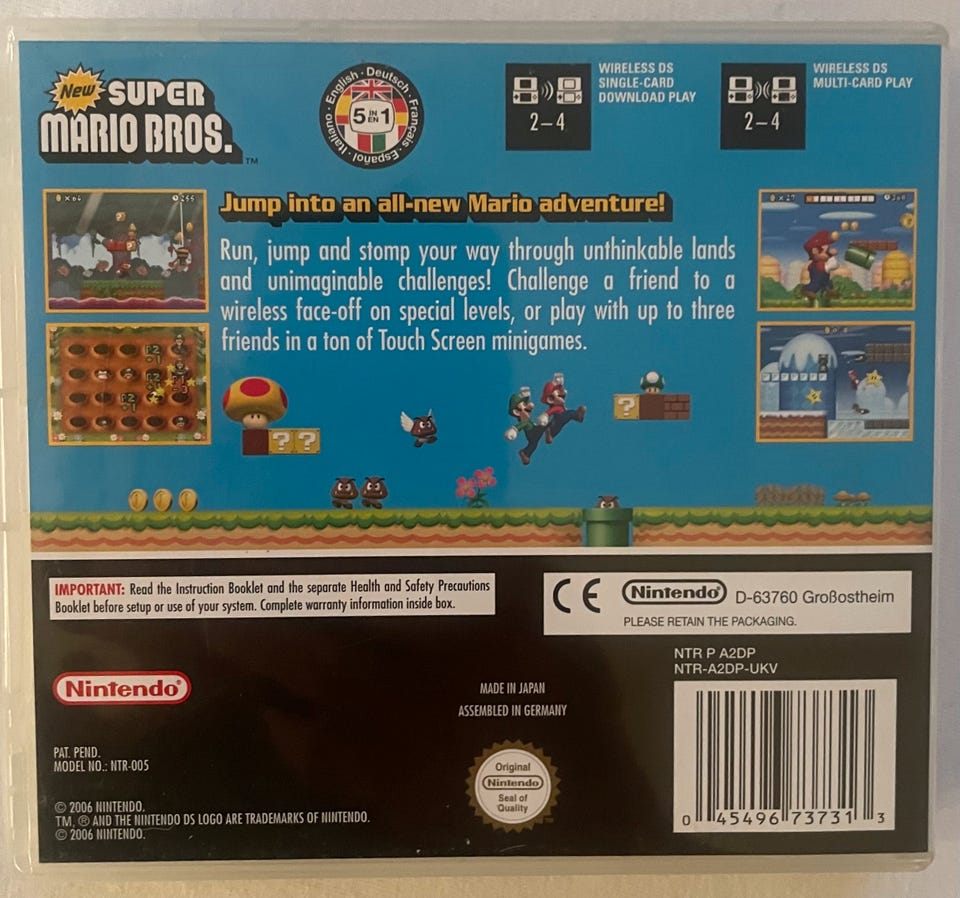 New SUPER
MARIO BROS.™
English · Deutsch · Français · Español · Italiano
5 IN EN 1
WIRELESS DS
SINGLE-CARD
DOWNLOAD PLAY
2–4
WIRELESS DS
MULTI-CARD PLAY
2–4
Jump into an all-new Mario adventure!
Run, jump and stomp your way through unthinkable lands
and unimaginable challenges! Challenge a friend to a
wireless face-off on special levels, or play with up to three
friends in a ton of Touch Screen minigames.
? ?
?
IMPORTANT: Read the Instruction Booklet and the separate Health and Safety Precautions
Booklet before setup or use of your system. Complete warranty information inside box.
CE Nintendo® D-63760 Großostheim
PLEASE RETAIN THE PACKAGING.
NTR P A2DP
NTR-A2DP-UKV
Nintendo®
MADE IN JAPAN
ASSEMBLED IN GERMANY
PAT. PEND.
MODEL NO.: NTR-005
Original
Nintendo
Seal of
Quality
© 2006 NINTENDO.
TM, ® AND THE NINTENDO DS LOGO ARE TRADEMARKS OF NINTENDO.
© 2006 NINTENDO.
0 45496 73731 3